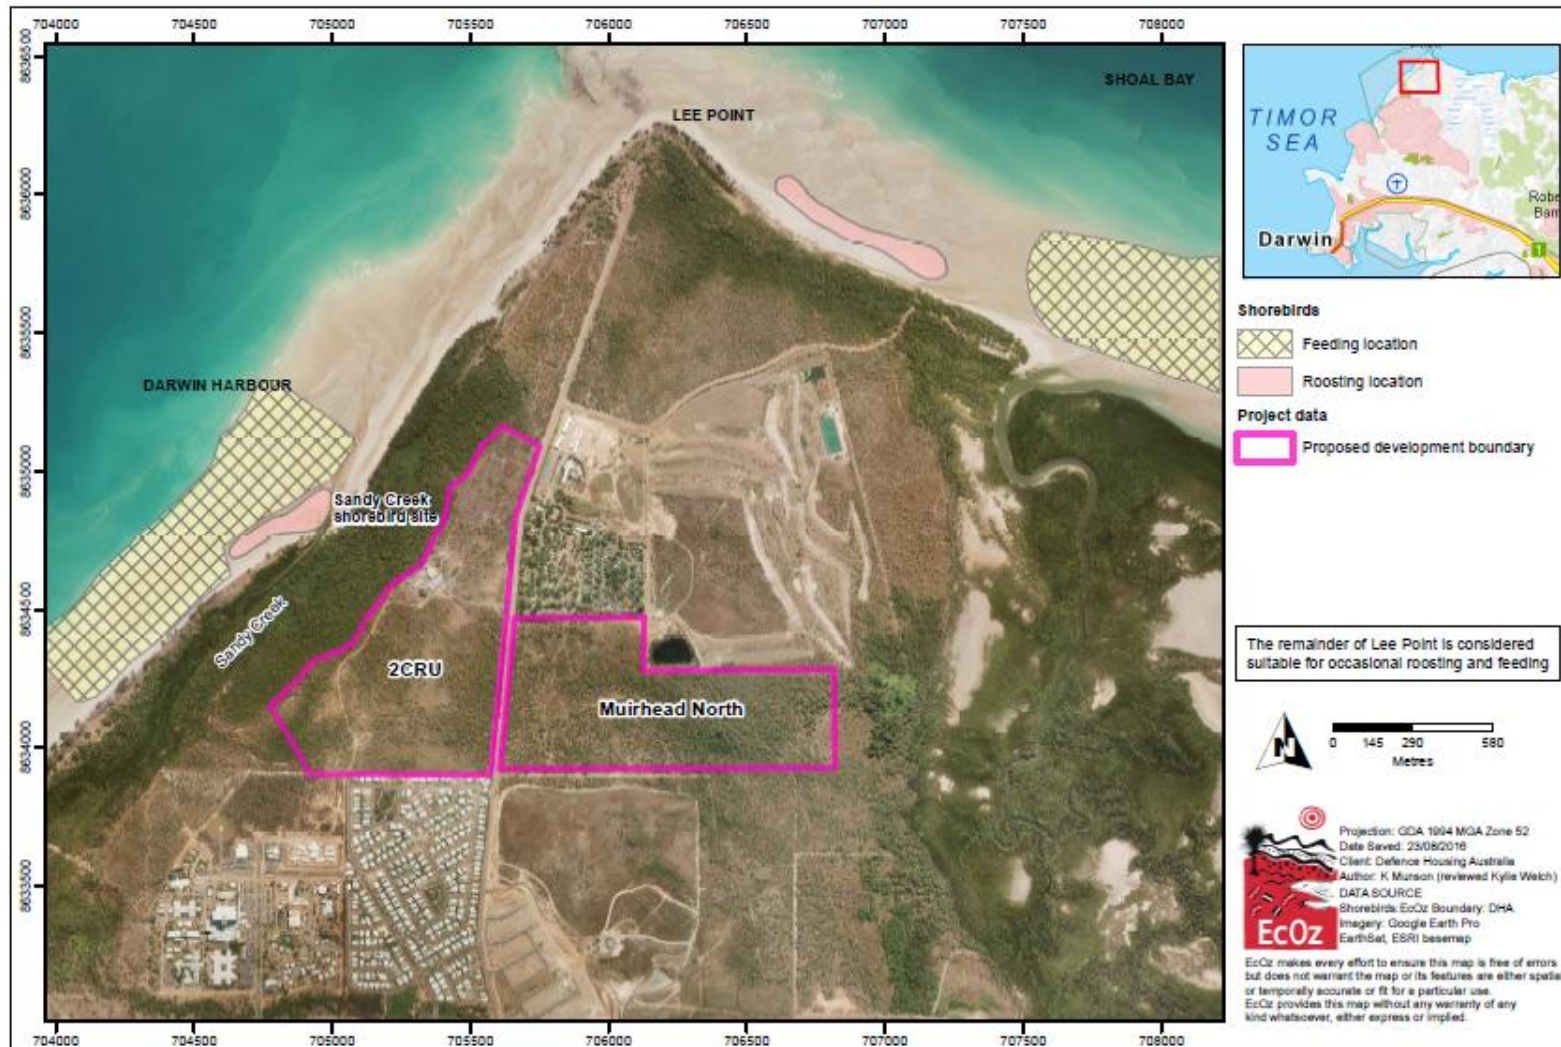 704000 704500 705000 705500 706000 706500 707000 707500 708000
8636500
8636000
8635500
8635000
8634500
8634000
8633500
SHOAL BAY
LEE POINT
DARWIN HARBOUR
Sandy Creek
shorebird site
Sandy Creek
2CRU
Muirhead North
704000 704500 705000 705500 706000 706500 707000 707500 708000
TIMOR
SEA
Robe
Bam
Darwin
1
Shorebirds
Feeding location
Roosting location
Project data
Proposed development boundary
The remainder of Lee Point is considered
suitable for occasional roosting and feeding
N
0 145 290 580
Metres
EcOz
Projection: GDA 1994 MGA Zone 52
Date Saved: 23/08/2016
Client: Defence Housing Australia
Author: K Munson (reviewed Kylie Welch)
DATA SOURCE
Shorebirds: EcOz Boundary: DHA
Imagery: Google Earth Pro
EarthSat, ESRI basemap
EcOz makes every effort to ensure this map is free of errors
but does not warrant the map or its features are either spatia
or temporally accurate or fit for a particular use.
EcOz provides this map without any warranty of any
kind whatsoever, either express or implied.